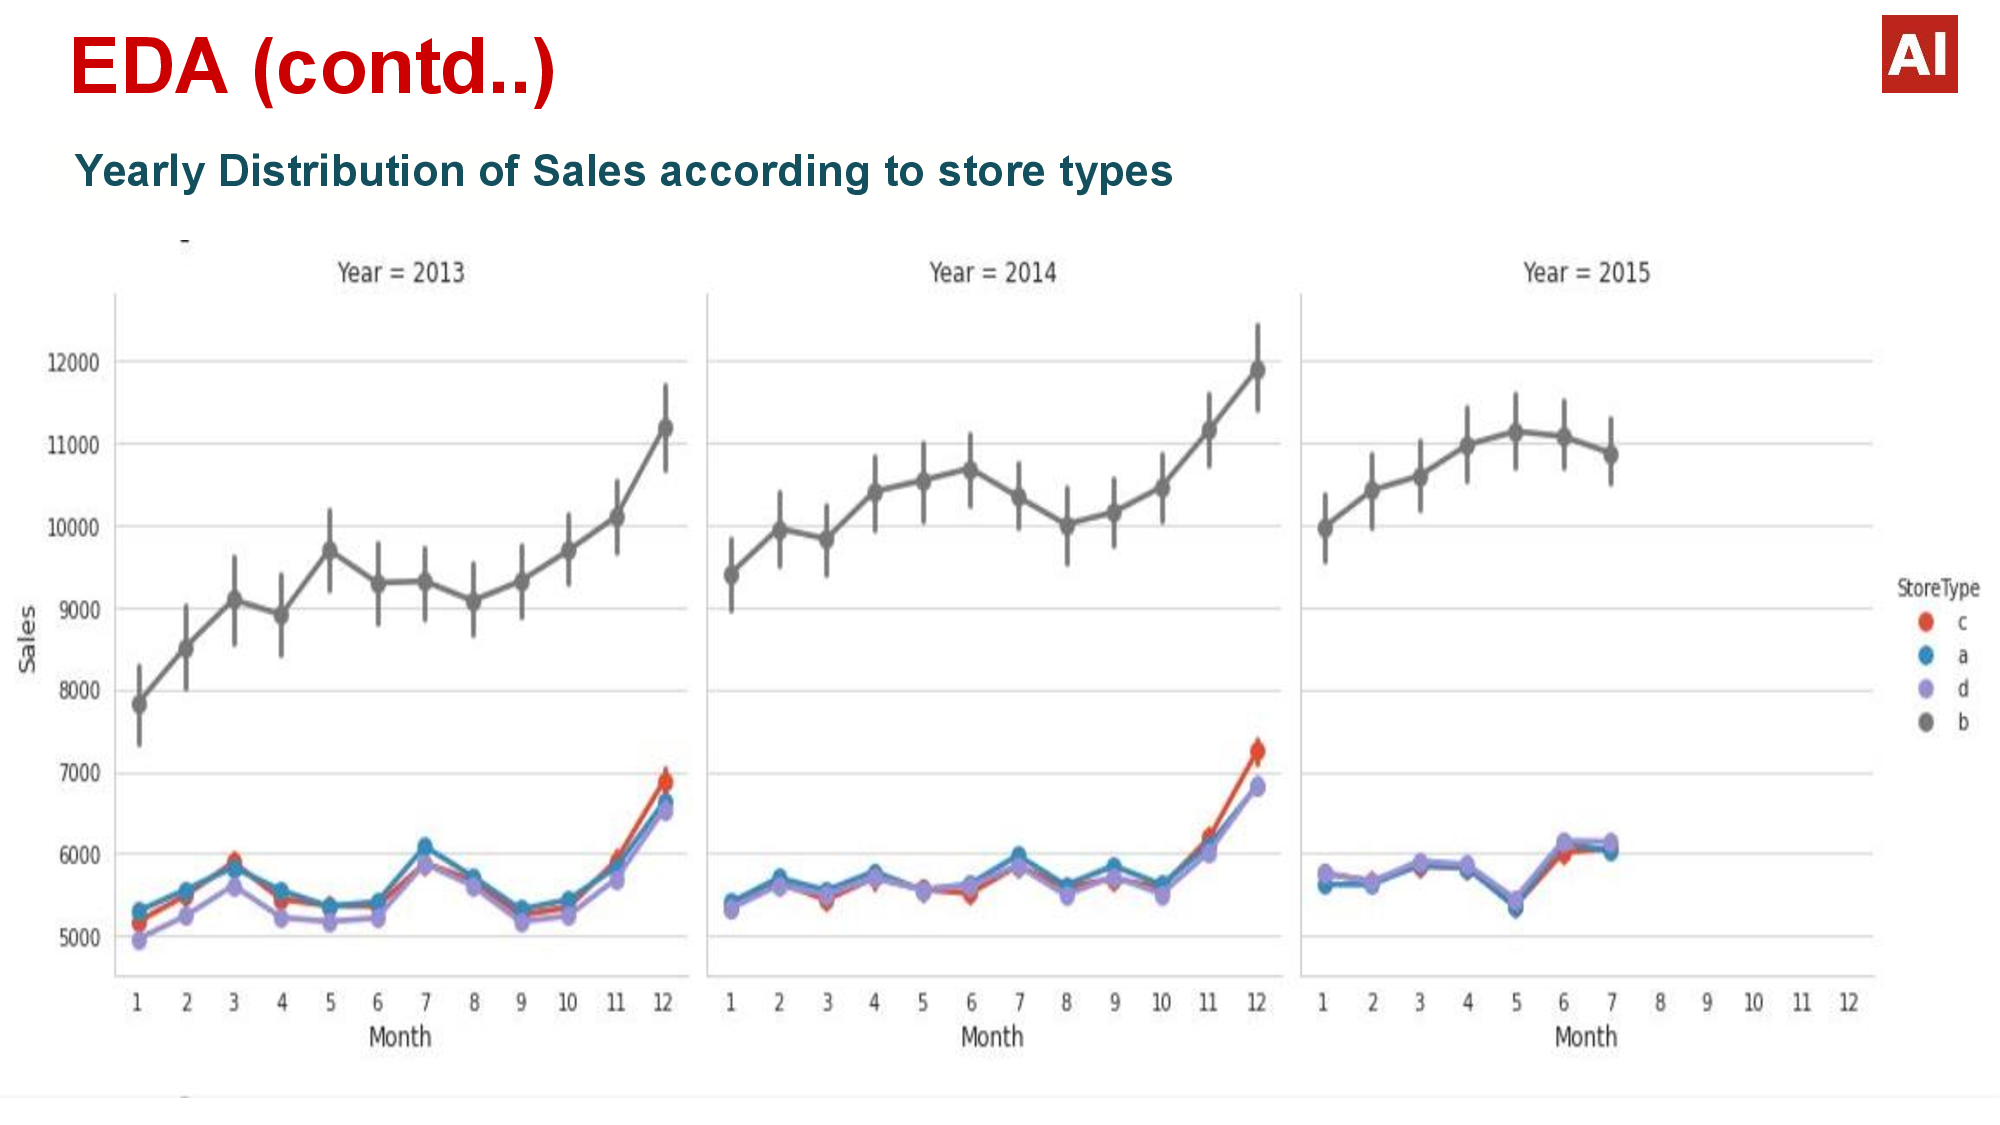 EDA (contd..)
AI
Yearly Distribution of Sales according to store types
Year = 2013
Year = 2014
Year = 2015
12000
11000
10000
9000
8000
7000
6000
5000
Sales
1 2 3 4 5 6 7 8 9 10 11 12
1 2 3 4 5 6 7 8 9 10 11 12
1 2 3 4 5 6 7 8 9 10 11 12
Month
Month
Month
StoreType
c
a
d
b